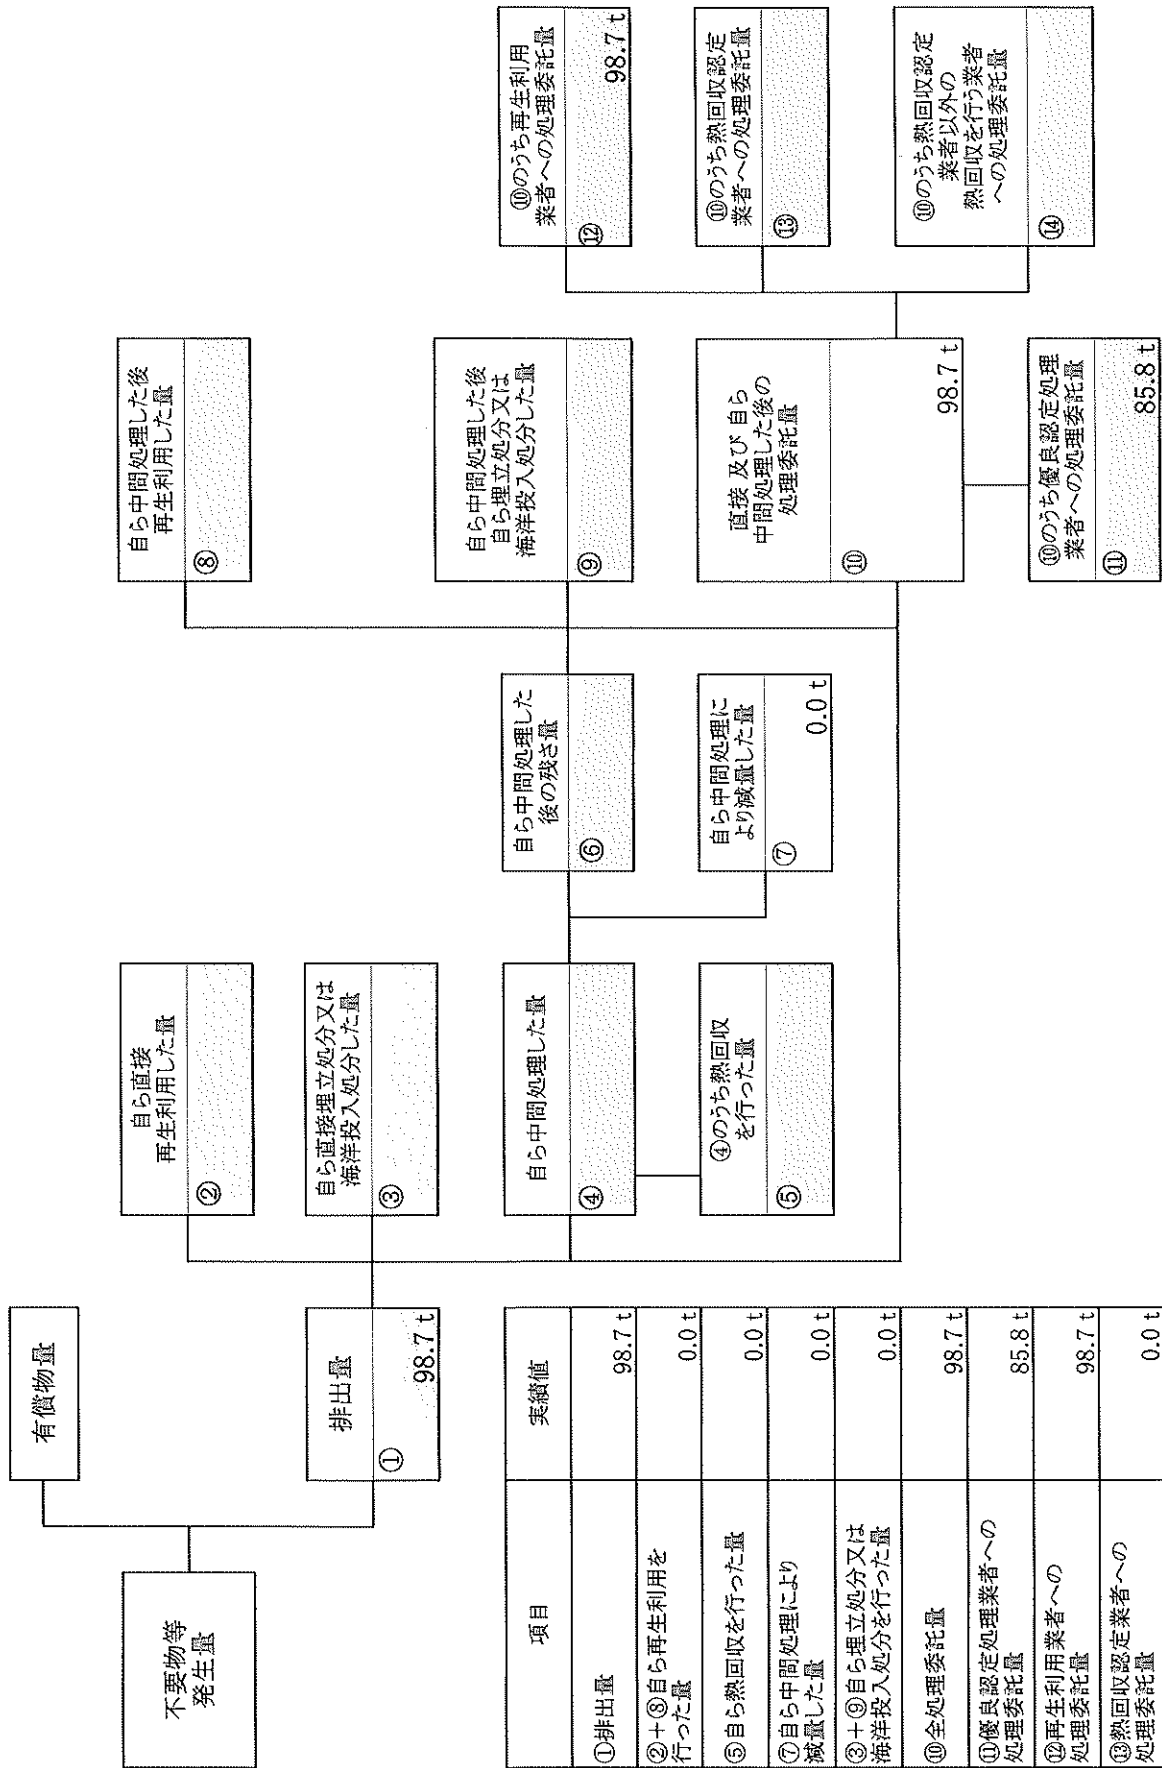 不要物等
発生量
有償物量
排出量
①
98.7 t
自ら直接
再生利用した量
②
自ら直接埋立処分又は
海洋投入処分した量
③
自ら中間処理した量
④
④のうち熱回収
を行った量
⑤
自ら中間処理した
後の残さ量
⑥
自ら中間処理に
より減量した量
⑦
0.0 t
自ら中間処理した後
再生利用した量
⑧
自ら中間処理した後
自ら埋立処分又は
海洋投入処分した量
⑨
直接 及び 自ら
中間処理した後の
処理委託量
⑩
98.7 t
⑩のうち優良認定処理
業者への処理委託量
⑪
85.8 t
⑩のうち再生利用
業者への処理委託量
⑫
98.7 t
⑩のうち熱回収認定
業者への処理委託量
⑬
⑩のうち熱回収認定
業者以外の
熱回収を行う業者
への処理委託量
⑭
項目 実績値
①排出量 98.7 t
②+⑧自ら再生利用を
行った量 0.0 t
⑤自ら熱回収を行った量 0.0 t
⑦自ら中間処理により
減量した量 0.0 t
③+⑨自ら埋立処分又は
海洋投入処分を行った量 0.0 t
⑩全処理委託量 98.7 t
⑪優良認定処理業者への
処理委託量 85.8 t
⑫再生利用業者への
処理委託量 98.7 t
⑬熱回収認定業者への
処理委託量 0.0 t